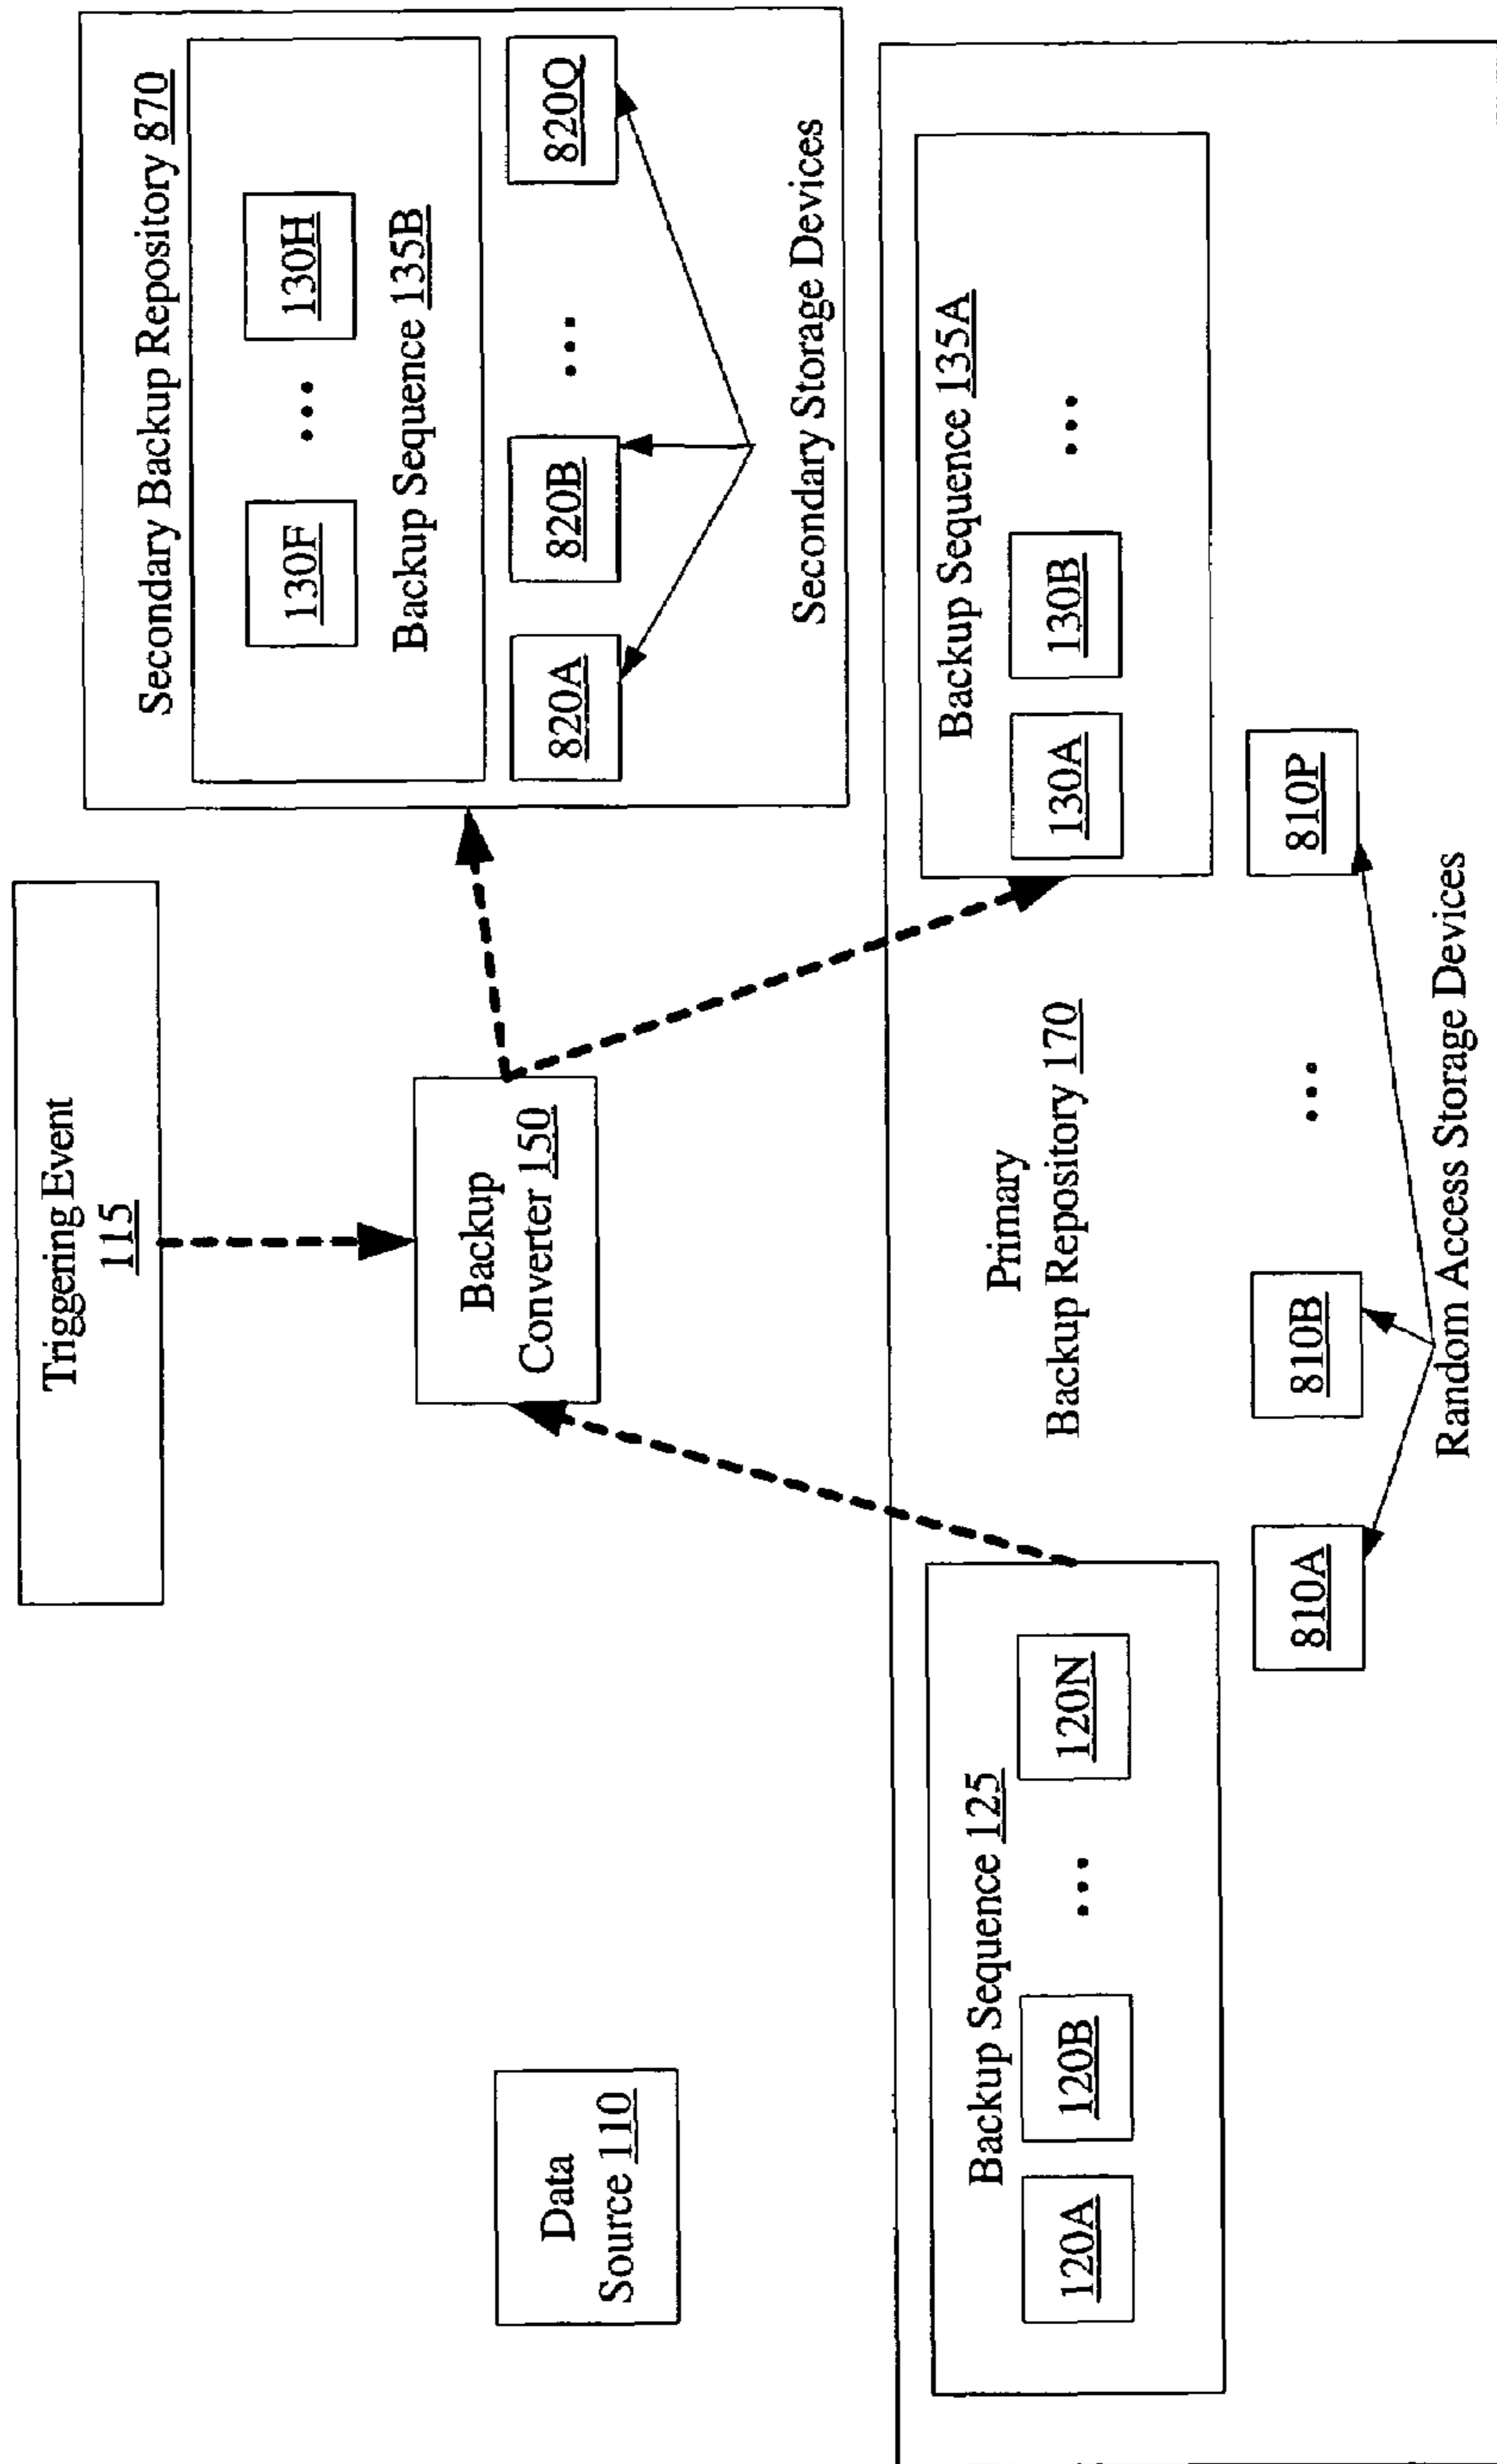 Triggering Event
115
Secondary Backup Repository 870
130F
...
130H
Backup Sequence 135B
820A
820B
...
820Q
Secondary Storage Devices
Data
Source 110
Backup
Converter 150
Backup Sequence 125
120A
120B
...
120N
Primary
Backup Repository 170
Backup Sequence 135A
130A
130B
...
810A
810B
...
810P
Random Access Storage Devices